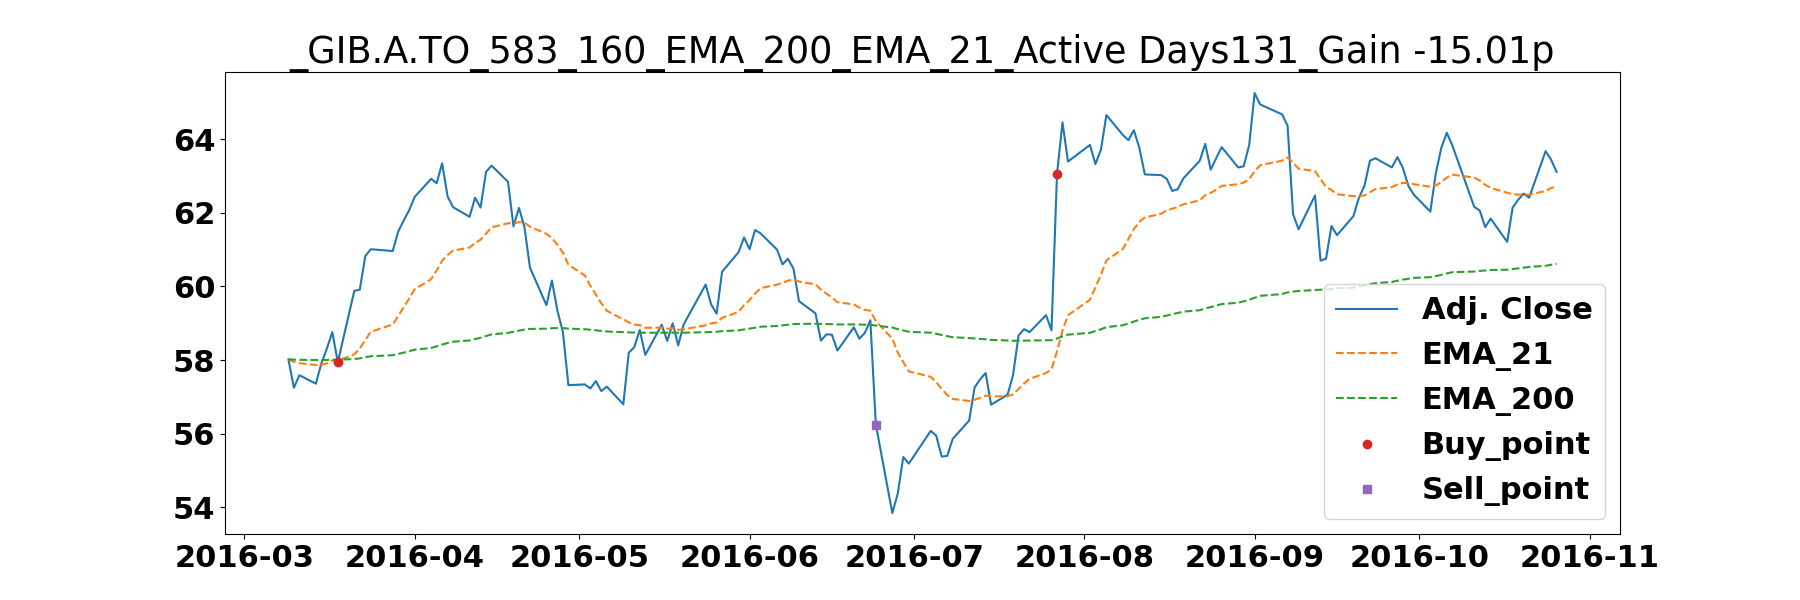 _GIB.A.TO_583_160_EMA_200_EMA_21_Active Days131_Gain -15.01p
64
62
60
58
56
54
Adj. Close
EMA_21
EMA_200
Buy_point
Sell_point
2016-03 2016-04 2016-05 2016-06 2016-07 2016-08 2016-09 2016-10 2016-11